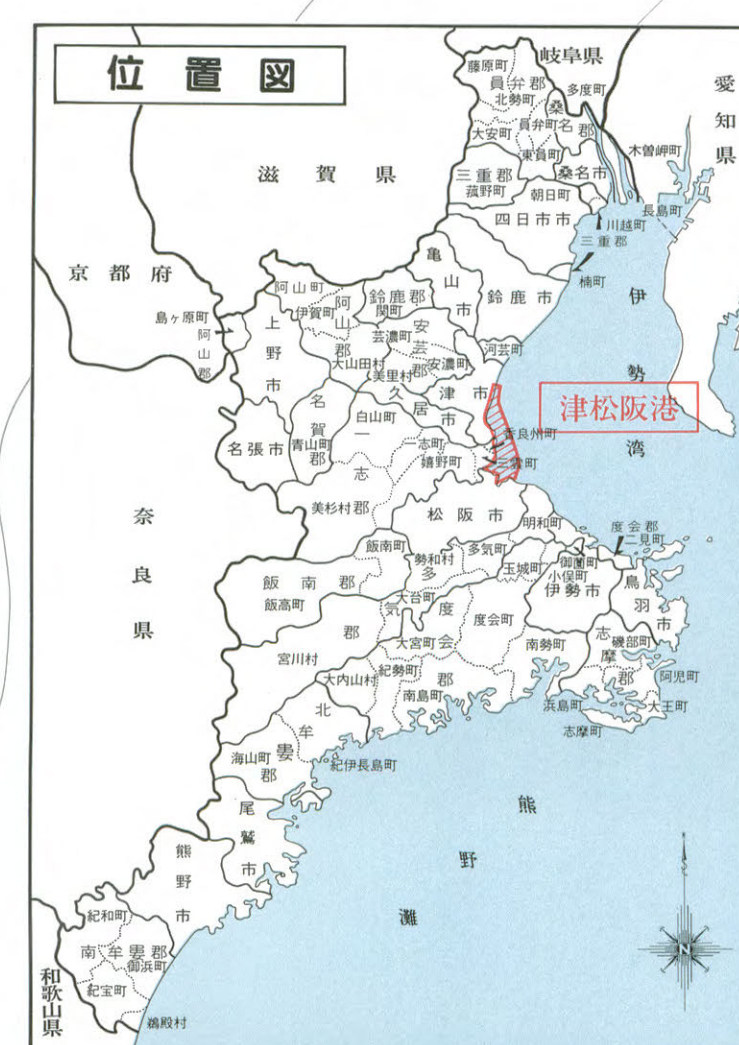 位置図
岐阜県
愛知県
滋賀県
京都府
奈良県
和歌山県
藤原町
員弁郡
北勢町
多度町
大安町
員弁町
桑名郡
東員町
木曽岬町
三重郡
菰野町
朝日町
桑名市
長島町
四日市市
川越町
三重郡
楠町
亀山市
鈴鹿市
伊勢湾
阿山町
伊賀町
阿山郡
鈴鹿郡
関町
島ヶ原町
阿山郡
上野市
芸濃町
安芸郡
安濃町
河芸町
大山田村
美里村
津市
津松阪港
久居市
名賀郡
青山町
白山町
名張市
一志郡
志町
嬉野町
香良州町
三雲町
美杉村
松阪市
明和町
度会郡
二見町
飯南町
勢和村
多気町
玉城町
御薗町
小俣町
伊勢市
鳥羽市
飯南郡
飯高町
多気郡
大台町
度会郡
度会町
大宮町
南勢町
志摩郡
磯部町
宮川村
大内山村
紀勢町
南島町
阿児町
浜島町
大王町
志摩町
北牟婁郡
海山町
紀伊長島町
尾鷲市
熊野灘
熊野市
紀和町
南牟婁郡
御浜町
紀宝町
鵜殿村
N